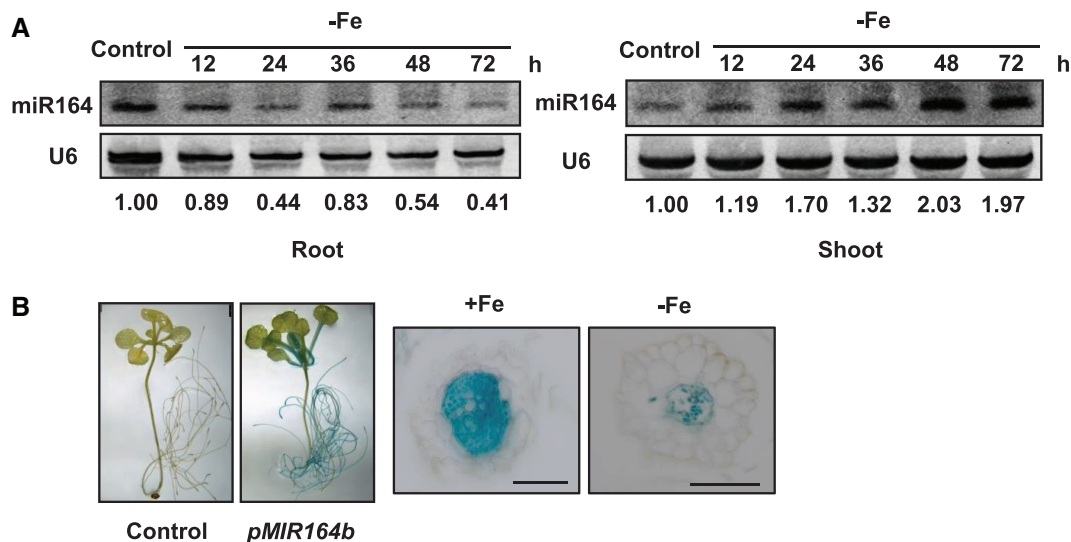 A
-Fe
Control 12 24 36 48 72 h
miR164
U6
1.00 0.89 0.44 0.83 0.54 0.41
Root
-Fe
Control 12 24 36 48 72 h
miR164
U6
1.00 1.19 1.70 1.32 2.03 1.97
Shoot
B
Control
pMIR164b
+Fe
-Fe